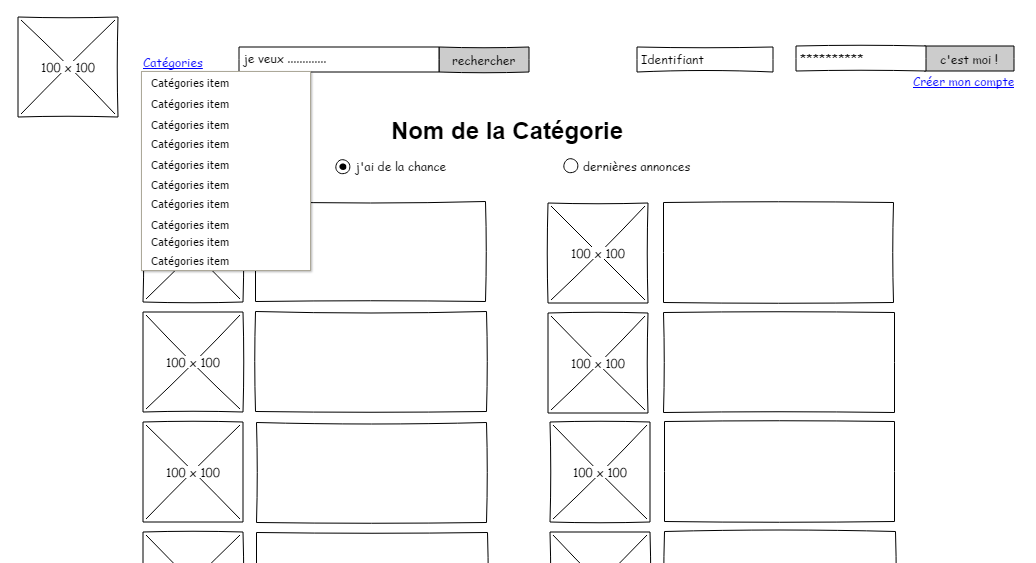 100 x 100
Catégories
je veux .............
rechercher
Identifiant
**********
c'est moi !
Créer mon compte
Catégories item
Catégories item
Catégories item
Catégories item
Catégories item
Catégories item
Catégories item
Catégories item
Catégories item
Catégories item
Nom de la Catégorie
j'ai de la chance
dernières annonces
100 x 100
100 x 100
100 x 100
100 x 100
100 x 100